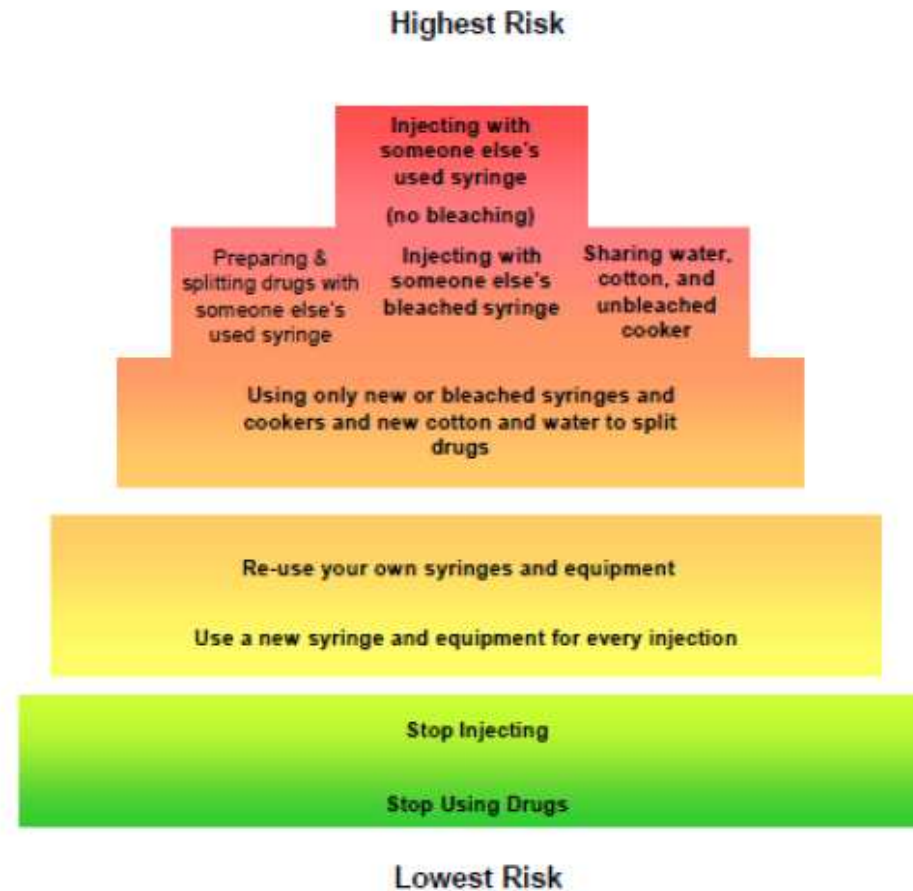 Highest Risk
Injecting with
someone else's
used syringe
(no bleaching)
Preparing &
splitting drugs with
someone else's
used syringe
Injecting with
someone else's
bleached syringe
Sharing water,
cotton, and
unbleached
cooker
Using only new or bleached syringes and
cookers and new cotton and water to split
drugs
Re-use your own syringes and equipment
Use a new syringe and equipment for every injection
Stop Injecting
Stop Using Drugs
Lowest Risk